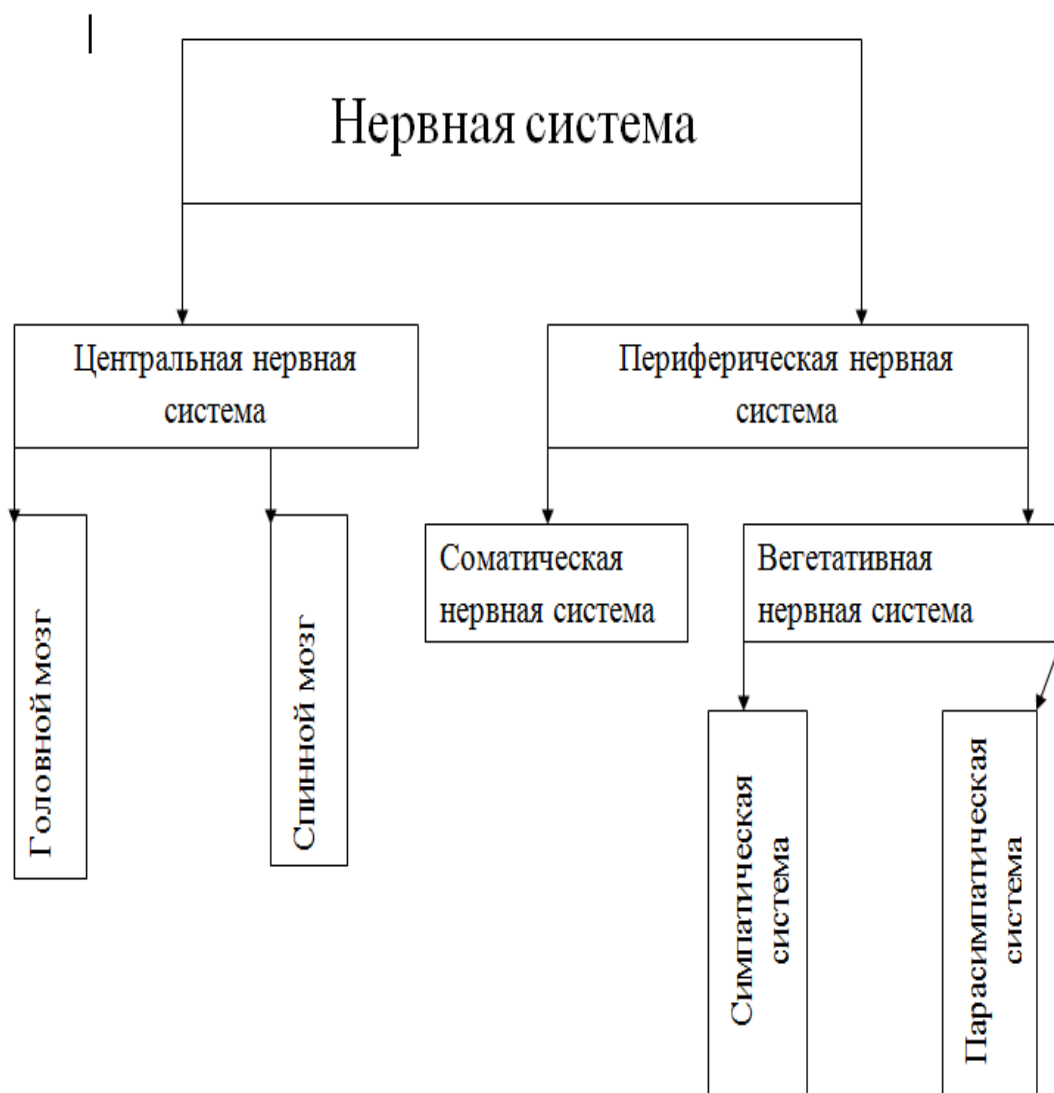 Нервная система
Центральная нервная
система
Периферическая нервная
система
Соматическая
нервная система
Вегетативная
нервная система
Головной мозг
Спинной мозг
Симпатическая
система
Парасимпатическая
система